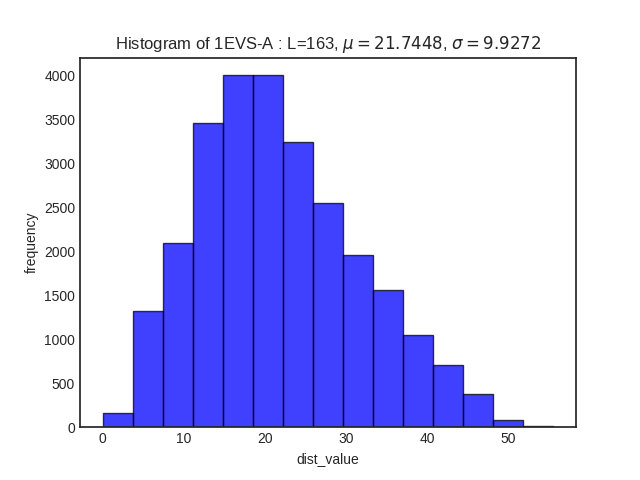 Histogram of 1EVS-A : L=163, μ = 21.7448, σ = 9.9272
4000
3500
3000
2500
2000
1500
1000
500
0
frequency
0 10 20 30 40 50
dist_value